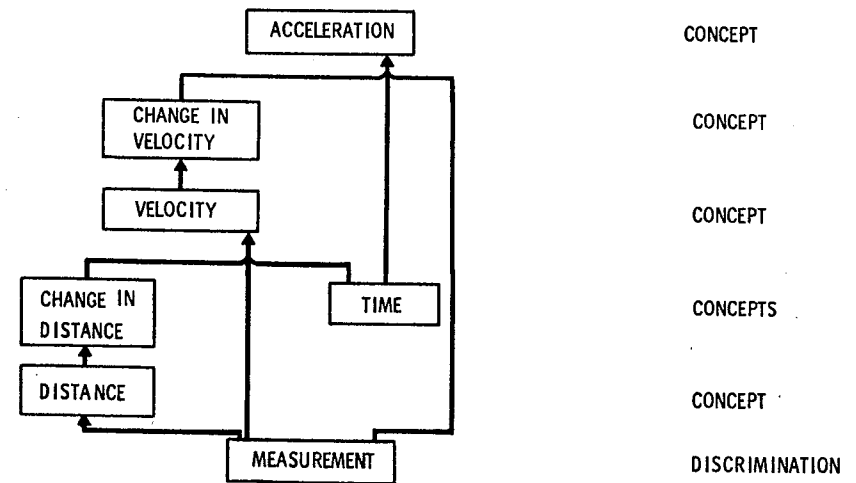 ACCELERATION CONCEPT
CHANGE IN
VELOCITY
CONCEPT
VELOCITY CONCEPT
CHANGE IN
DISTANCE
TIME CONCEPTS
DISTANCE CONCEPT
MEASUREMENT DISCRIMINATION